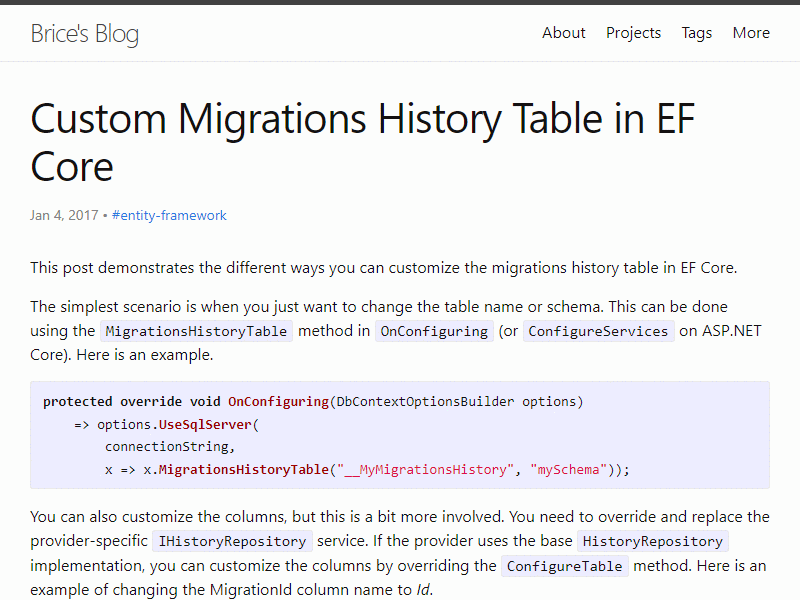 Brice's Blog
About Projects Tags More
Custom Migrations History Table in EF
Core
Jan 4, 2017 • #entity-framework
This post demonstrates the different ways you can customize the migrations history table in EF Core.
The simplest scenario is when you just want to change the table name or schema. This can be done
using the MigrationsHistoryTable method in OnConfiguring (or ConfigureServices on ASP.NET
Core). Here is an example.
protected override void OnConfiguring(DbContextOptionsBuilder options)
    => options.UseSqlServer(
        connectionString,
        x => x.MigrationsHistoryTable("__MyMigrationsHistory", "mySchema"));
You can also customize the columns, but this is a bit more involved. You need to override and replace the
provider-specific IHistoryRepository service. If the provider uses the base HistoryRepository
implementation, you can customize the columns by overriding the ConfigureTable method. Here is an
example of changing the MigrationId column name to Id.